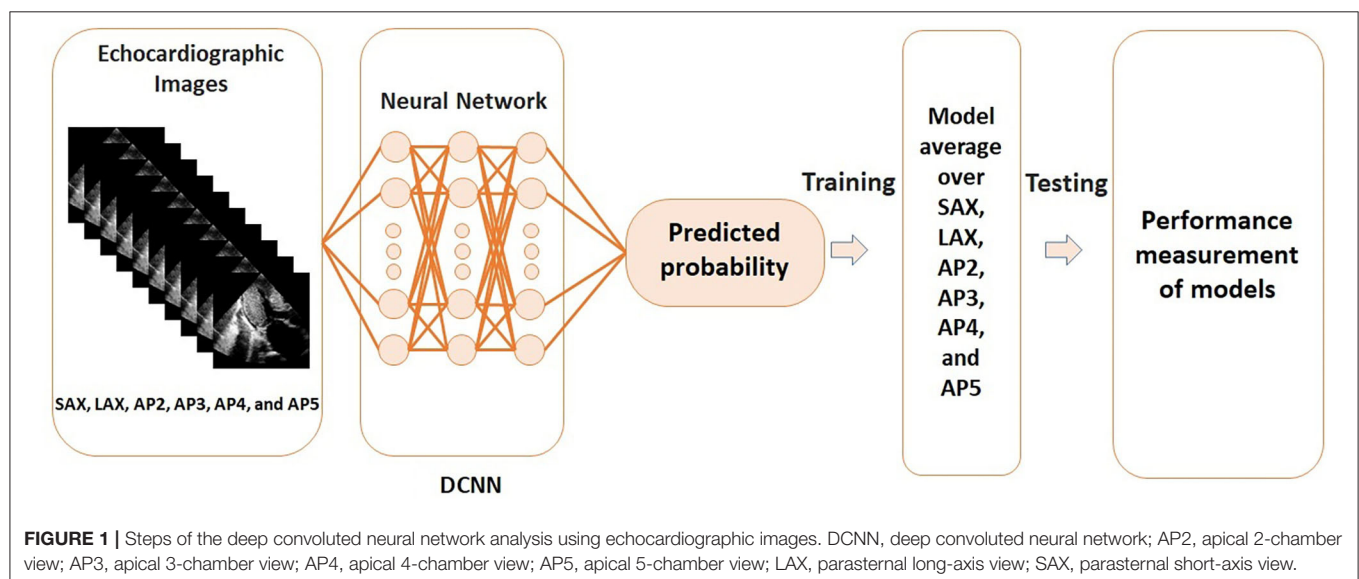 Echocardiographic
Images
SAX, LAX, AP2, AP3, AP4, and AP5
Neural Network
DCNN
Predicted
probability
Training
Model
average
over
SAX,
LAX,
AP2,
AP3,
AP4,
and
AP5
Testing
Performance
measurement
of models
FIGURE 1 | Steps of the deep convoluted neural network analysis using echocardiographic images. DCNN, deep convoluted neural network; AP2, apical 2-chamber
view; AP3, apical 3-chamber view; AP4, apical 4-chamber view; AP5, apical 5-chamber view; LAX, parasternal long-axis view; SAX, parasternal short-axis view.